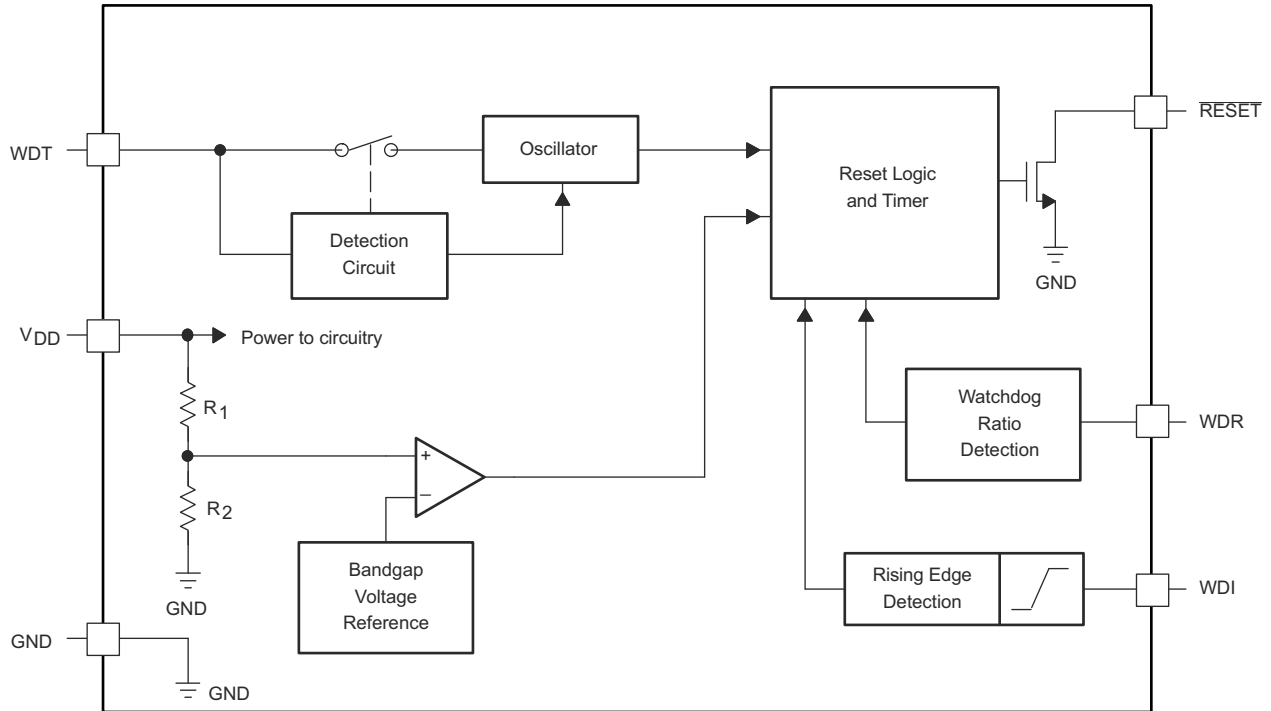 WDT
Oscillator
Detection
Circuit
Reset Logic
and Timer
RESET
GND
VDD
Power to circuitry
R1
R2
GND
+
−
Bandgap
Voltage
Reference
Watchdog
Ratio
Detection
WDR
Rising Edge
Detection
WDI
GND
GND